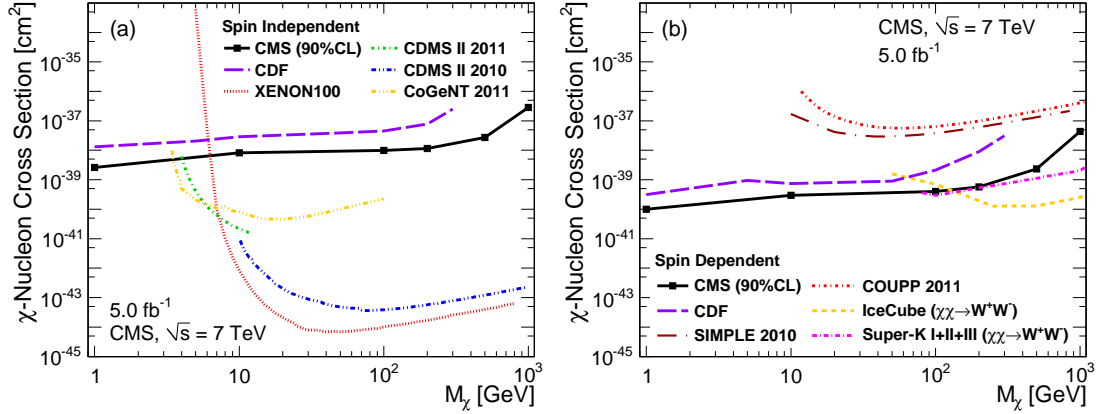 χ-Nucleon Cross Section [cm²]
10⁻³⁵
10⁻³⁷
10⁻³⁹
10⁻⁴¹
10⁻⁴³
10⁻⁴⁵
(a)
Spin Independent
CMS (90%CL)
CDF
XENON100
CDMS II 2011
CDMS II 2010
CoGeNT 2011
5.0 fb⁻¹
CMS, √s = 7 TeV
1 10 10² 10³
Mχ [GeV]
χ-Nucleon Cross Section [cm²]
10⁻³⁵
10⁻³⁷
10⁻³⁹
10⁻⁴¹
10⁻⁴³
10⁻⁴⁵
(b)
CMS, √s = 7 TeV
5.0 fb⁻¹
Spin Dependent
CMS (90%CL)
CDF
SIMPLE 2010
COUPP 2011
IceCube (χχ→W⁺W⁻)
Super-K I+II+III (χχ→W⁺W⁻)
1 10 10² 10³
Mχ [GeV]